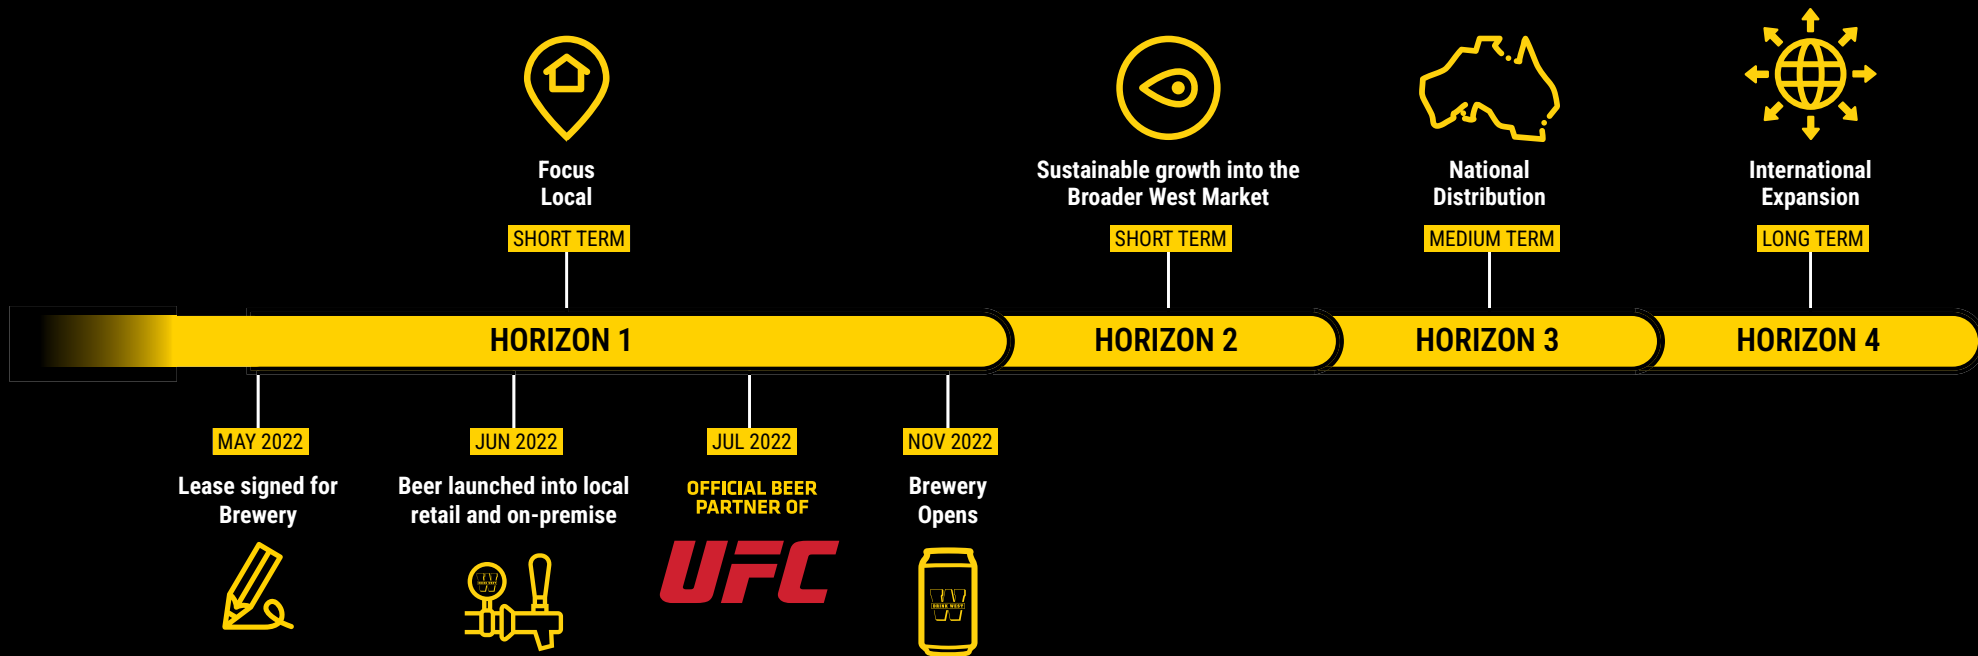 Focus
Local
SHORT TERM
Sustainable growth into the
Broader West Market
SHORT TERM
National
Distribution
MEDIUM TERM
International
Expansion
LONG TERM
HORIZON 1
HORIZON 2
HORIZON 3
HORIZON 4
MAY 2022
Lease signed for
Brewery
JUN 2022
Beer launched into local
retail and on-premise
JUL 2022
OFFICIAL BEER
PARTNER OF
UFC
NOV 2022
Brewery
Opens
W
DRINK WEST